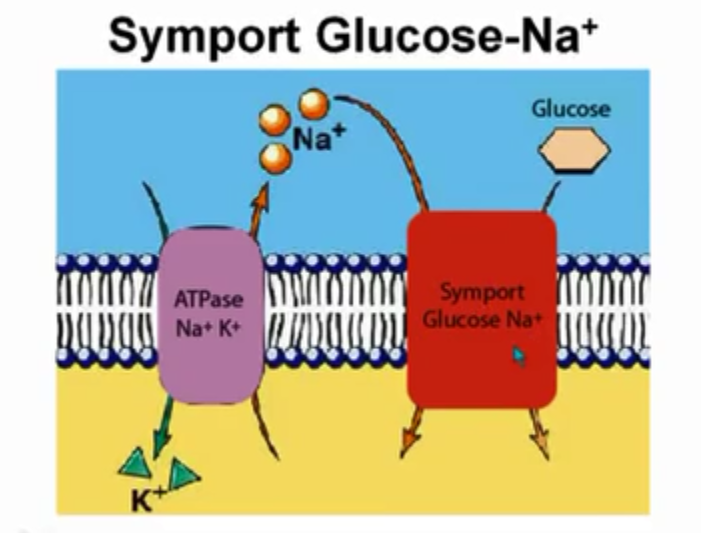 Symport Glucose-Na⁺
Glucose
Na⁺
ATPase
Na⁺ K⁺
Symport
Glucose Na⁺
K⁺